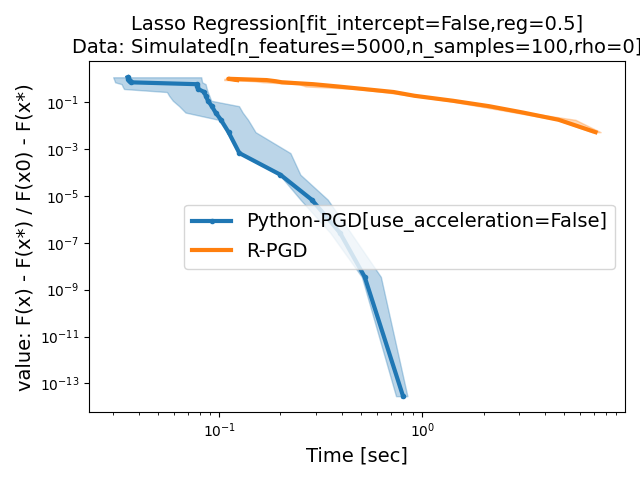 Lasso Regression[fit_intercept=False,reg=0.5]
Data: Simulated[n_features=5000,n_samples=100,rho=0]
value: F(x) - F(x*) / F(x0) - F(x*)
10⁻¹
10⁻³
10⁻⁵
10⁻⁷
10⁻⁹
10⁻¹¹
10⁻¹³
Python-PGD[use_acceleration=False]
R-PGD
10⁻¹ 10⁰
Time [sec]